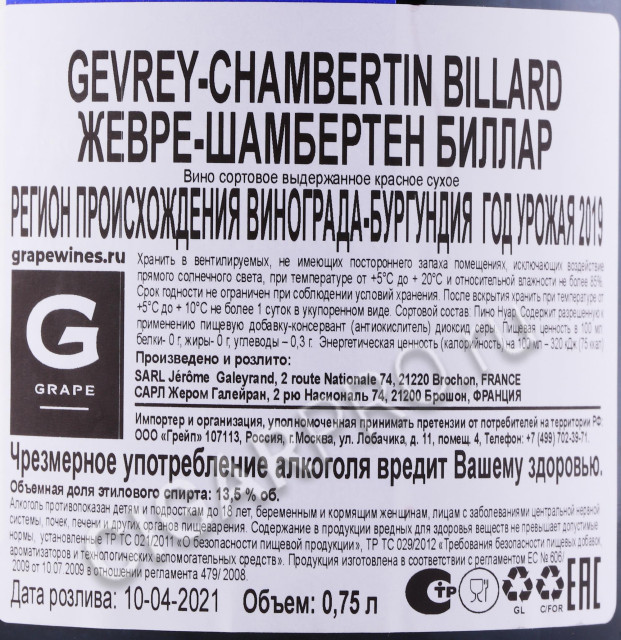 GEVREY-CHAMBERTIN BILLARD
ЖЕВРЕ-ШАМБЕРТЕН БИЛЛАР
Вино сортовое выдержанное красное сухое
РЕГИОН ПРОИСХОЖДЕНИЯ ВИНОГРАДА-БУРГУНДИЯ ГОД УРОЖАЯ 2019
grapewines.ru
Хранить в вентилируемых, не имеющих постороннего запаха помещениях, исключающих воздействие
прямого солнечного света, при температуре от +5°С до + 20°С и относительной влажности не более 85%.
Срок годности не ограничен при соблюдении условий хранения. После вскрытия хранить при температуре от
+5°С до + 10°С не более 1 суток в укупоренном виде. Сортовой состав: Пино Нуар. Содержит разрешенную к
применению пищевую добавку-консервант (антиокислитель) диоксид серы. Пищевая ценность в 100 мл:
белки- 0 г, жиры- 0 г, углеводы – 0,3 г. Энергетическая ценность (калорийность) на 100 мл – 320 кДж (75 ккал)
G
GRAPE
Произведено и розлито:
SARL Jérôme Galeyrand, 2 route Nationale 74, 21220 Brochon, FRANCE
САРЛ Жером Галейран, 2 рю Насиональ 74, 21200 Брошон, ФРАНЦИЯ
Импортер и организация, уполномоченная принимать претензии от потребителей на территории РФ:
ООО «Грейп» 107113, Россия, г.Москва, ул. Лобачика, д. 11, помещ. 4, Телефон: +7 (499) 702-39-71.
Чрезмерное употребление алкоголя вредит Вашему здоровью.
Объемная доля этилового спирта: 13,5 % об.
Алкоголь противопоказан детям и подросткам до 18 лет, беременным и кормящим женщинам, лицам с заболеваниями центральной нервной
системы, почек, печени и других органов пищеварения. Содержание в продукции вредных для здоровья веществ не превышает допустимые
нормы, установленные ТР ТС 021/2011 «О безопасности пищевой продукции», ТР ТС 029/2012 «Требования безопасности пищевых добавок,
ароматизаторов и технологических вспомогательных средств». Продукция изготовлена в соответствии с регламентом ЕС № 606/
2009 от 10.07.2009 в отношении регламента 479/ 2008.
Дата розлива: 10-04-2021 Объем: 0,75 л
СТР
GL
C/FOR
ЕАС
CIGARPRO.RU